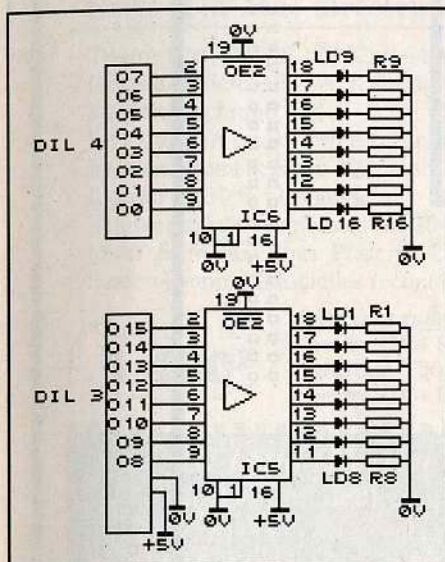 0V
19
OE2
LD9 R9
O7 2 18
O6 3 17
O5 4 16
O4 5 15
DIL 4
O3 6 14
O2 7 13
O1 8 12
O0 9 11
IC6 LD16 R16
10 1 16
0V +5V
0V
0V
19
OE2
LD1 R1
O15 2 18
O14 3 17
O13 4 16
O12 5 15
DIL 3
O11 6 14
O10 7 13
O9 8 12
O8 9 11
IC5 LD8 R8
10 1 16
0V 0V +5V 0V
+5V